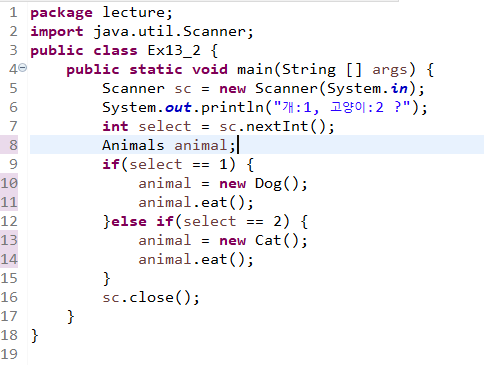 1 package lecture;
2 import java.util.Scanner;
3 public class Ex13_2 {
4 public static void main(String [] args) {
5 Scanner sc = new Scanner(System.in);
6 System.out.println("개:1, 고양이:2 ?");
7 int select = sc.nextInt();
8 Animals animal;
9 if(select == 1) {
10 animal = new Dog();
11 animal.eat();
12 }else if(select == 2) {
13 animal = new Cat();
14 animal.eat();
15 }
16 sc.close();
17 }
18 }
19